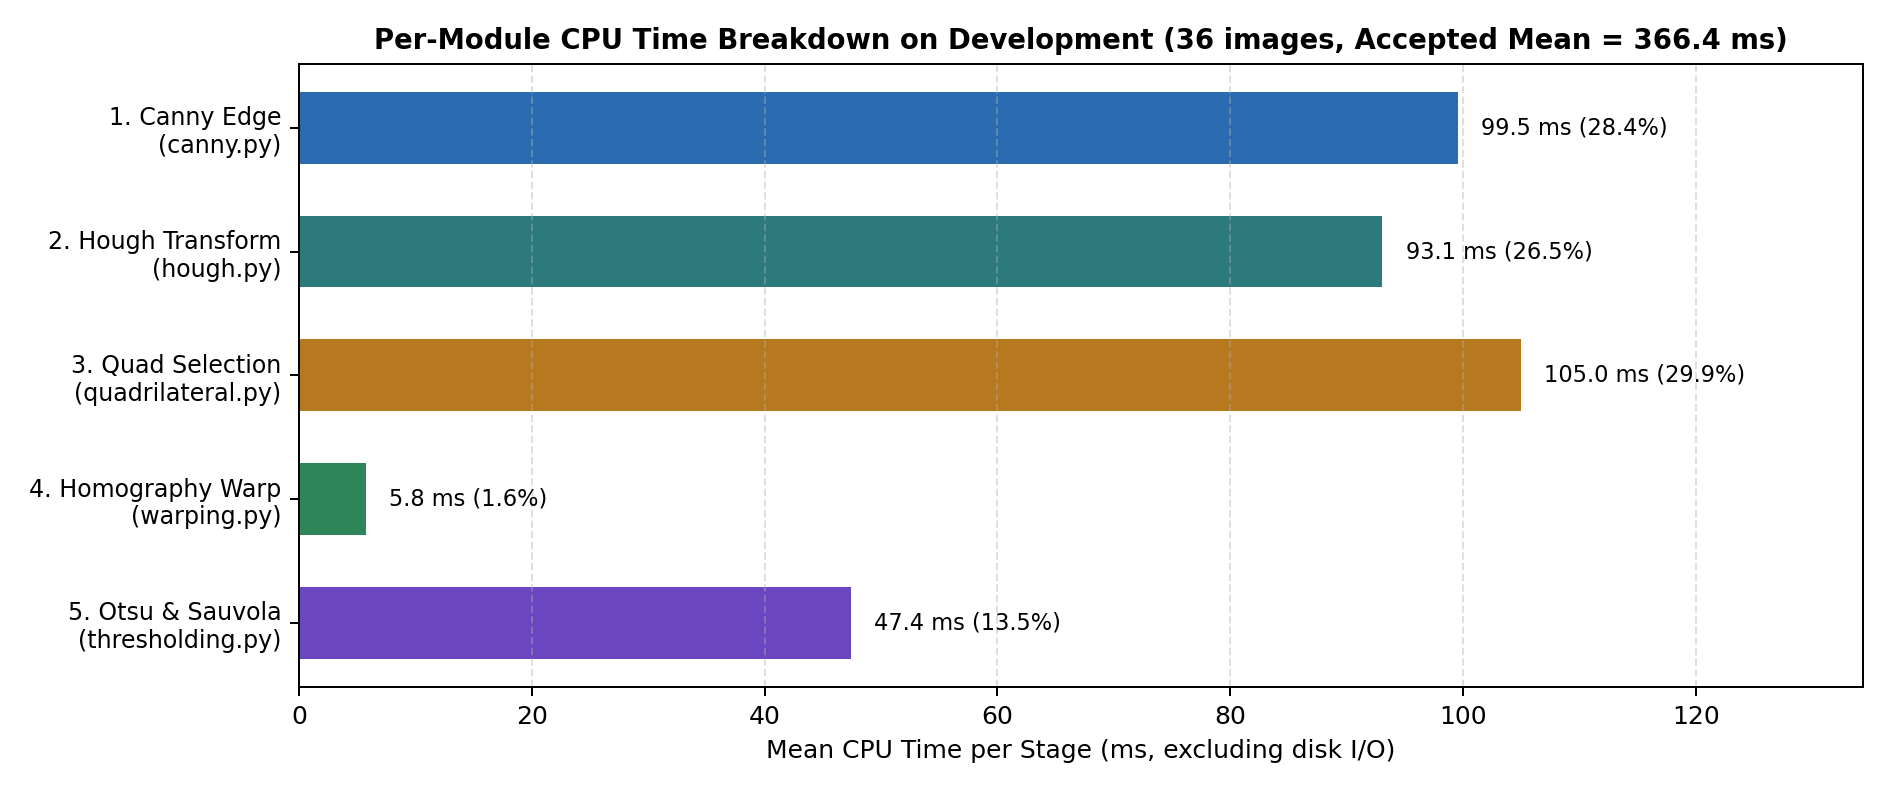 Per-Module CPU Time Breakdown on Development (36 images, Accepted Mean = 366.4 ms)
1. Canny Edge
(canny.py)
99.5 ms (28.4%)
2. Hough Transform
(hough.py)
93.1 ms (26.5%)
3. Quad Selection
(quadrilateral.py)
105.0 ms (29.9%)
4. Homography Warp
(warping.py)
5.8 ms (1.6%)
5. Otsu & Sauvola
(thresholding.py)
47.4 ms (13.5%)
0 20 40 60 80 100 120
Mean CPU Time per Stage (ms, excluding disk I/O)